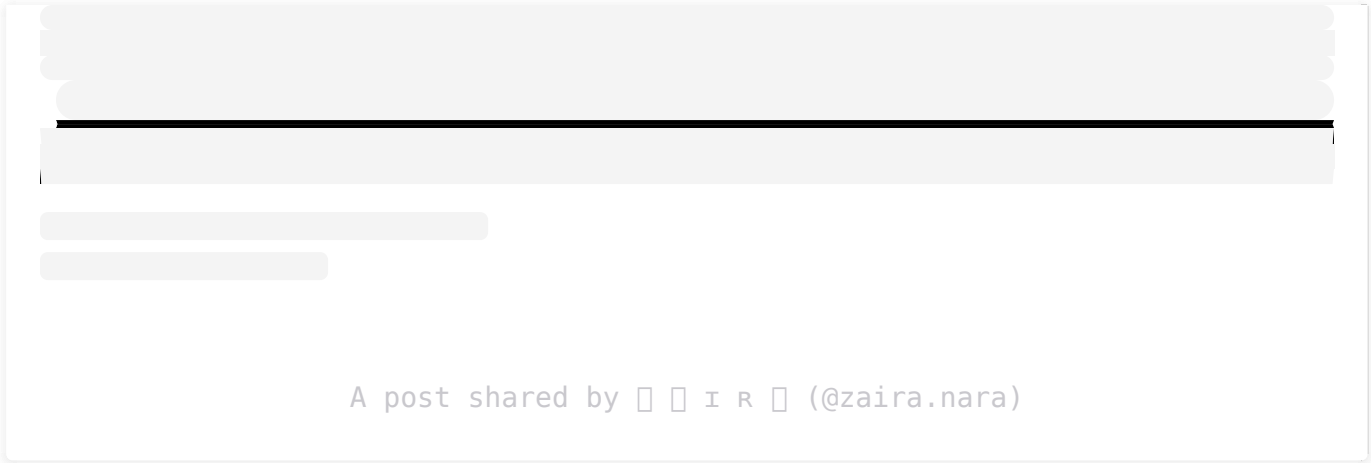 A post shared by ▯ ▯ ɪ ʀ ▯ (@zaira.nara)